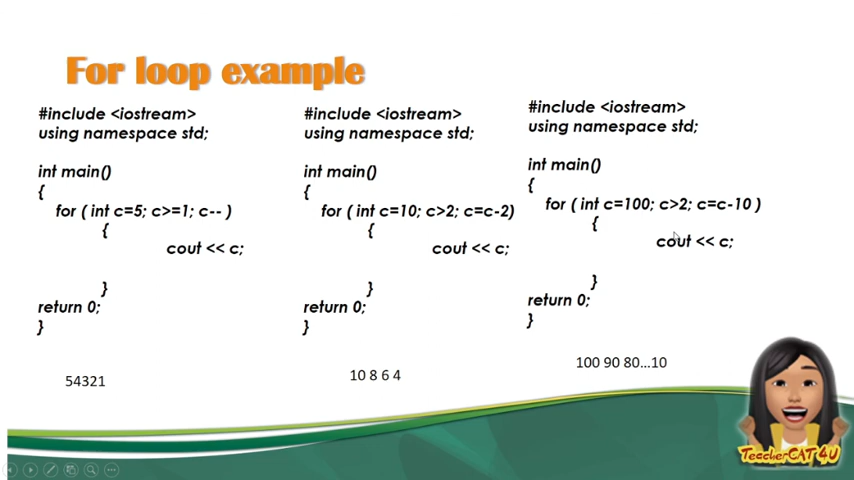 For loop example
#include <iostream>
using namespace std;
int main()
{
for ( int c=5; c>=1; c-- )
{
cout << c;
}
return 0;
}
54321
#include <iostream>
using namespace std;
int main()
{
for ( int c=10; c>2; c=c-2)
{
cout << c;
}
return 0;
}
10 8 6 4
#include <iostream>
using namespace std;
int main()
{
for ( int c=100; c>2; c=c-10 )
{
cout << c;
}
return 0;
}
100 90 80...10
TeacherCAT4U